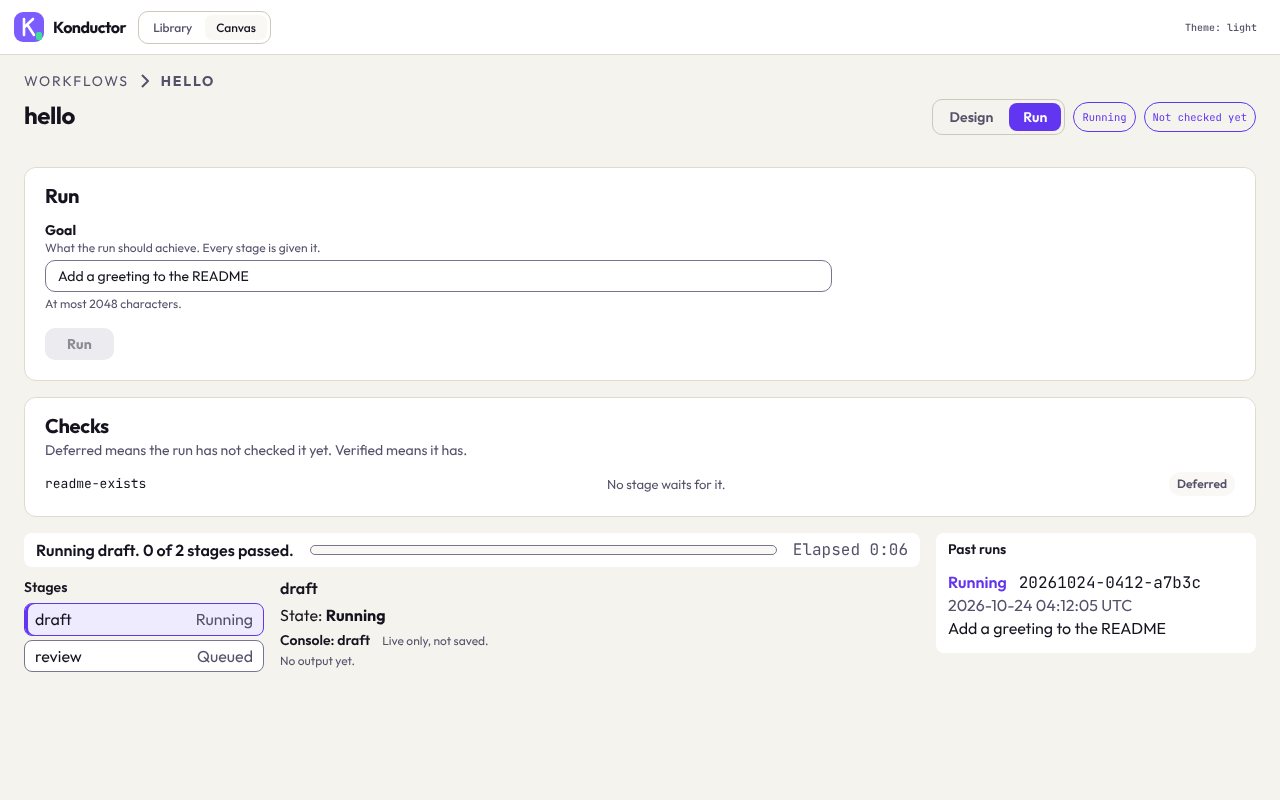 Konductor
Library
Canvas
Theme: light
WORKFLOWS > HELLO
hello
Design
Run
Running
Not checked yet
Run
Goal
What the run should achieve. Every stage is given it.
Add a greeting to the README
At most 2048 characters.
Run
Checks
Deferred means the run has not checked it yet. Verified means it has.
readme-exists
No stage waits for it.
Deferred
Running draft. 0 of 2 stages passed.
Elapsed 0:06
Stages
draft
Running
review
Queued
draft
State: Running
Console: draft
Live only, not saved.
No output yet.
Past runs
Running 20261024-0412-a7b3c
2026-10-24 04:12:05 UTC
Add a greeting to the README